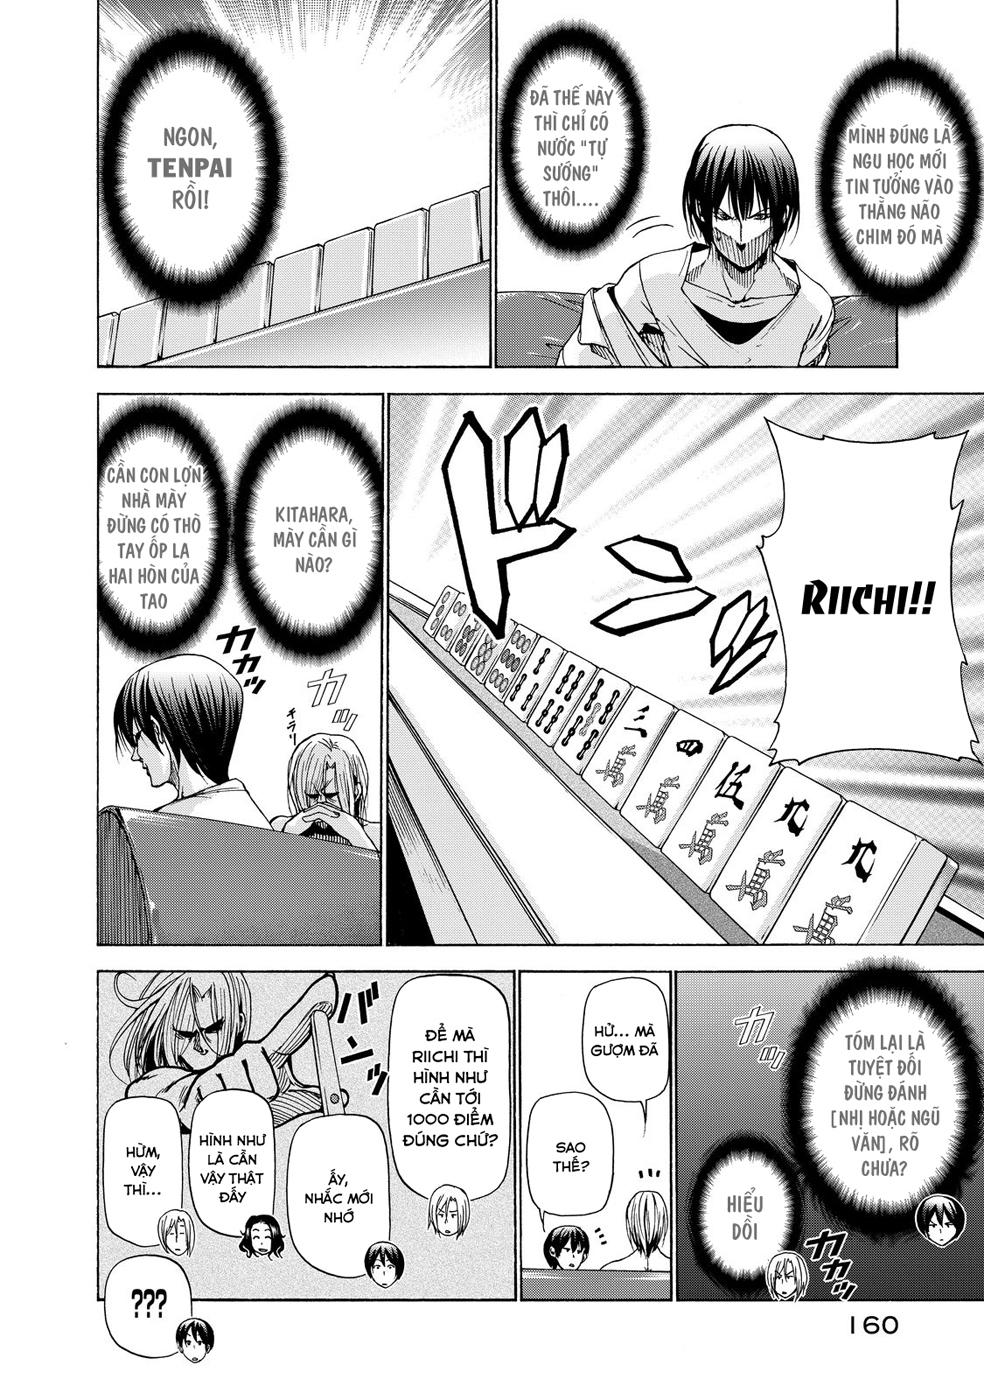 MÌNH ĐÚNG LÀ
NGU HỌC MỚI
TIN TƯỞNG VÀO
THẰNG NÃO
CHIM ĐÓ MÀ
ĐÃ THẾ NÀY
THÌ CHỈ CÓ
NƯỚC "TỰ
SƯỚNG"
THÔI....
NGON,
TENPAI
RỒI!
RIICHI!!
ドンッ
三萬
四萬
伍萬
九萬
九萬
KITAHARA,
MÀY CẦN GÌ
NÀO?
CẦN CON LỢN
NHÀ MÀY
ĐỪNG CÓ THÒ
TAY ỐP LA
HAI HÒN CỦA
TAO
カカッ
カッ
チラリ
TÓM LẠI LÀ
TUYỆT ĐỐI
ĐỪNG ĐÁNH
[NHỊ HOẶC NGŨ
VĂN], RÕ
CHƯA?
カカッ
HIỂU
DỒI
カカッ
HỬ... MÀ
GƯỢM ĐÃ
SAO
THẾ?
ĐỂ MÀ
RIICHI THÌ
HÌNH NHƯ
CẦN TỚI
1000 ĐIỂM
ĐÚNG CHỨ?
バンッ
ẤY,
NHẮC MỚI
NHỚ
HÌNH NHƯ
LÀ CẦN
VẬY THẬT
ĐẤY
HỪM,
VẬY
THÌ...
???
160